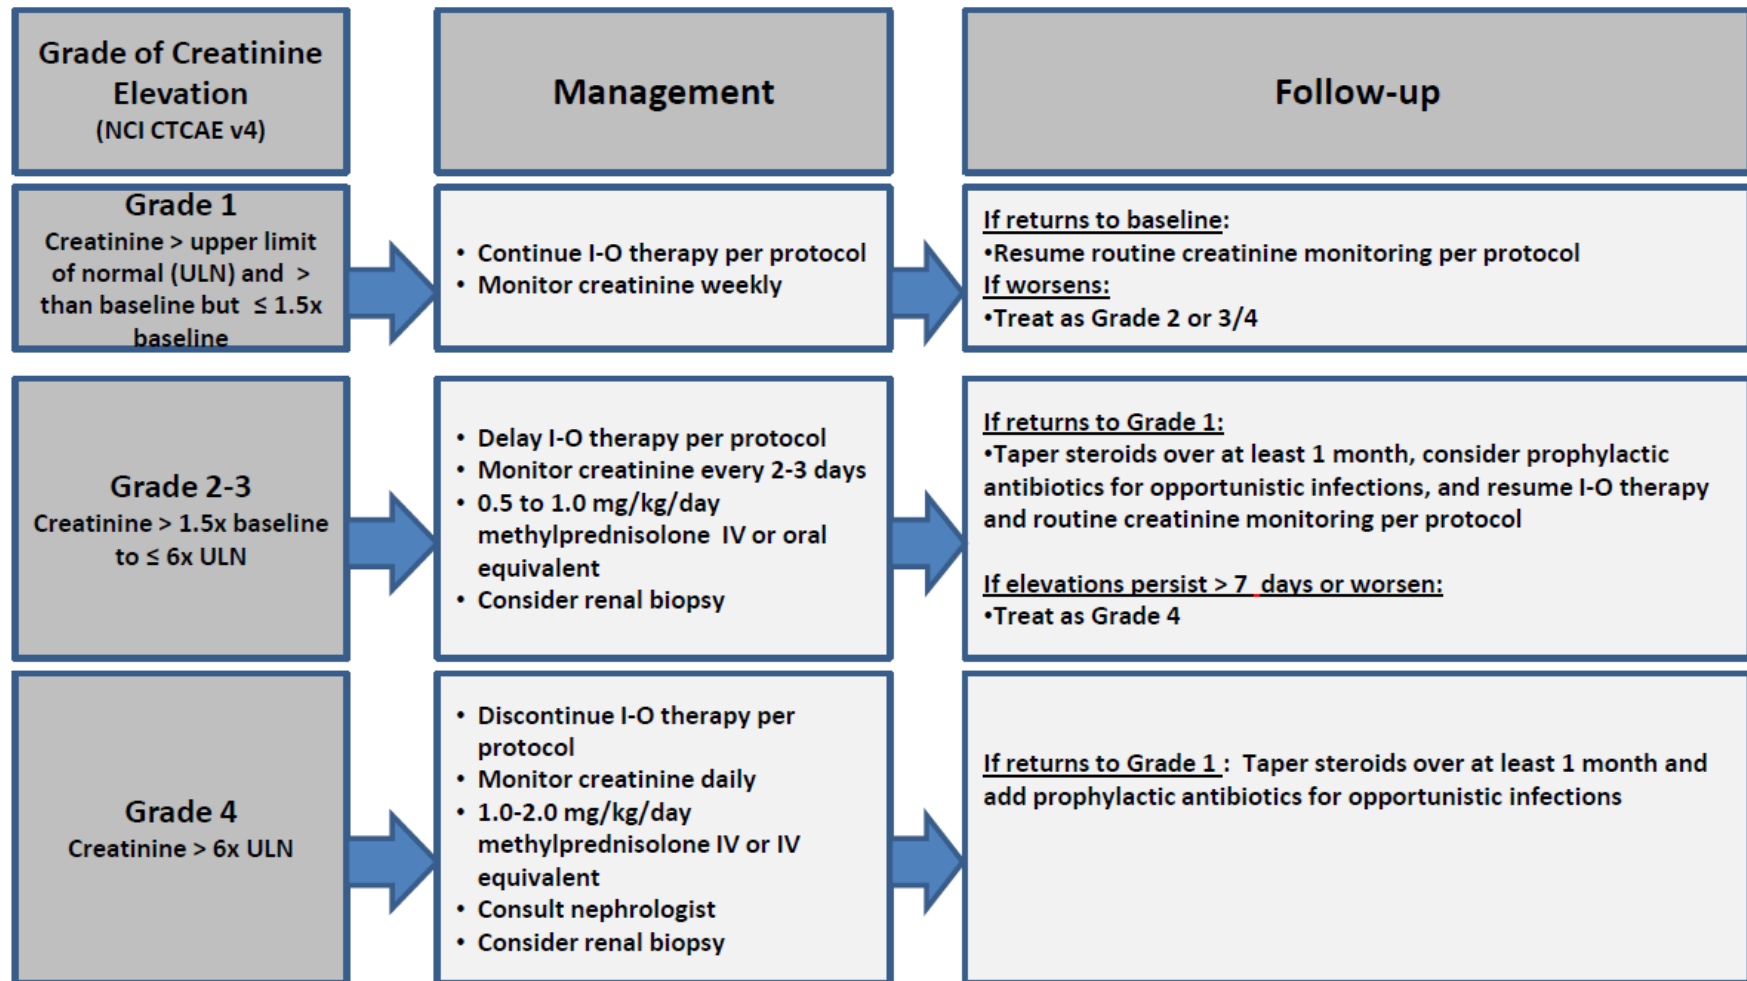 Grade of Creatinine
Elevation
(NCI CTCAE v4)
Management
Follow-up
Grade 1
Creatinine > upper limit
of normal (ULN) and >
than baseline but ≤ 1.5x
baseline
• Continue I-O therapy per protocol
• Monitor creatinine weekly
If returns to baseline:
•Resume routine creatinine monitoring per protocol
If worsens:
•Treat as Grade 2 or 3/4
Grade 2-3
Creatinine > 1.5x baseline
to ≤ 6x ULN
• Delay I-O therapy per protocol
• Monitor creatinine every 2-3 days
• 0.5 to 1.0 mg/kg/day
methylprednisolone IV or oral
equivalent
• Consider renal biopsy
If returns to Grade 1:
•Taper steroids over at least 1 month, consider prophylactic
antibiotics for opportunistic infections, and resume I-O therapy
and routine creatinine monitoring per protocol
If elevations persist > 7 days or worsen:
•Treat as Grade 4
Grade 4
Creatinine > 6x ULN
• Discontinue I-O therapy per
protocol
• Monitor creatinine daily
• 1.0-2.0 mg/kg/day
methylprednisolone IV or IV
equivalent
• Consult nephrologist
• Consider renal biopsy
If returns to Grade 1 : Taper steroids over at least 1 month and
add prophylactic antibiotics for opportunistic infections